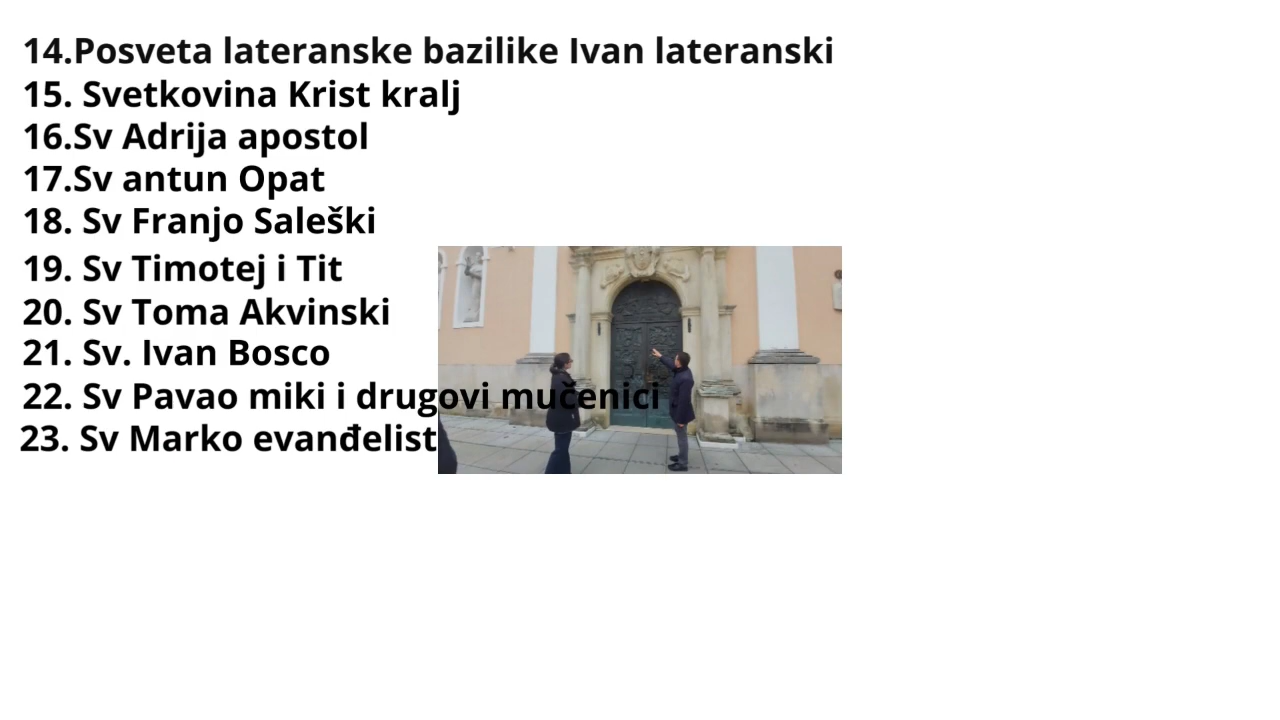 14.Posveta lateranske bazilike Ivan lateranski
15. Svetkovina Krist kralj
16.Sv Adrija apostol
17.Sv antun Opat
18. Sv Franjo Saleški
19. Sv Timotej i Tit
20. Sv Toma Akvinski
21. Sv. Ivan Bosco
22. Sv Pavao miki i drugovi mučenici
23. Sv Marko evanđelist